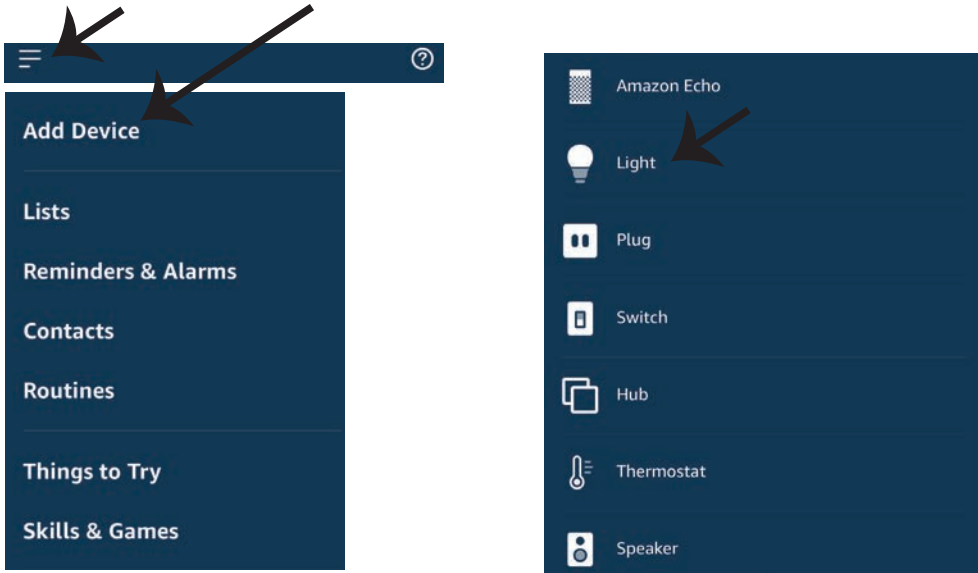 Add Device
Lists
Reminders & Alarms
Contacts
Routines
Things to Try
Skills & Games
Amazon Echo
Light
Plug
Switch
Hub
Thermostat
Speaker